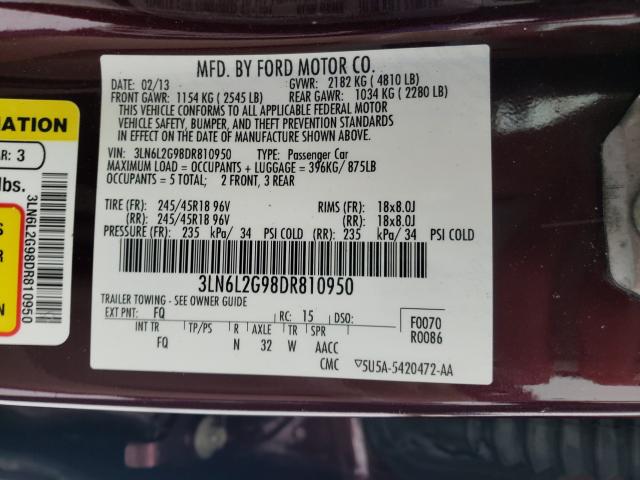 MFD. BY FORD MOTOR CO.
DATE: 02/13 GVWR: 2182 KG ( 4810 LB)
FRONT GAWR: 1154 KG ( 2545 LB) REAR GAWR: 1034 KG ( 2280 LB)
THIS VEHICLE CONFORMS TO ALL APPLICABLE FEDERAL MOTOR
VEHICLE SAFETY, BUMPER, AND THEFT PREVENTION STANDARDS
IN EFFECT ON THE DATE OF MANUFACTURE SHOWN ABOVE.
VIN: 3LN6L2G98DR810950 TYPE: Passenger Car
MAXIMUM LOAD = OCCUPANTS + LUGGAGE = 396KG/ 875LB
OCCUPANTS = 5 TOTAL; 2 FRONT, 3 REAR
TIRE (FR): 245/45R18 96V RIMS (FR): 18x8.0J
(RR): 245/45R18 96V (RR): 18x8.0J
PRESSURE (FR): 235 kPa/ 34 PSI COLD (RR): 235 kPa/ 34 PSI COLD
3LN6L2G98DR810950
TRAILER TOWING - SEE OWNER GUIDE
EXT PNT: FQ RC: 15 DSO: F0070
R0086
INT TR TP/PS R AXLE TR SPR
FQ N 32 W AACC
CMC ▽5U5A-5420472-AA
MATION
AR: 3
lbs.
3LN6L2G98DR810950